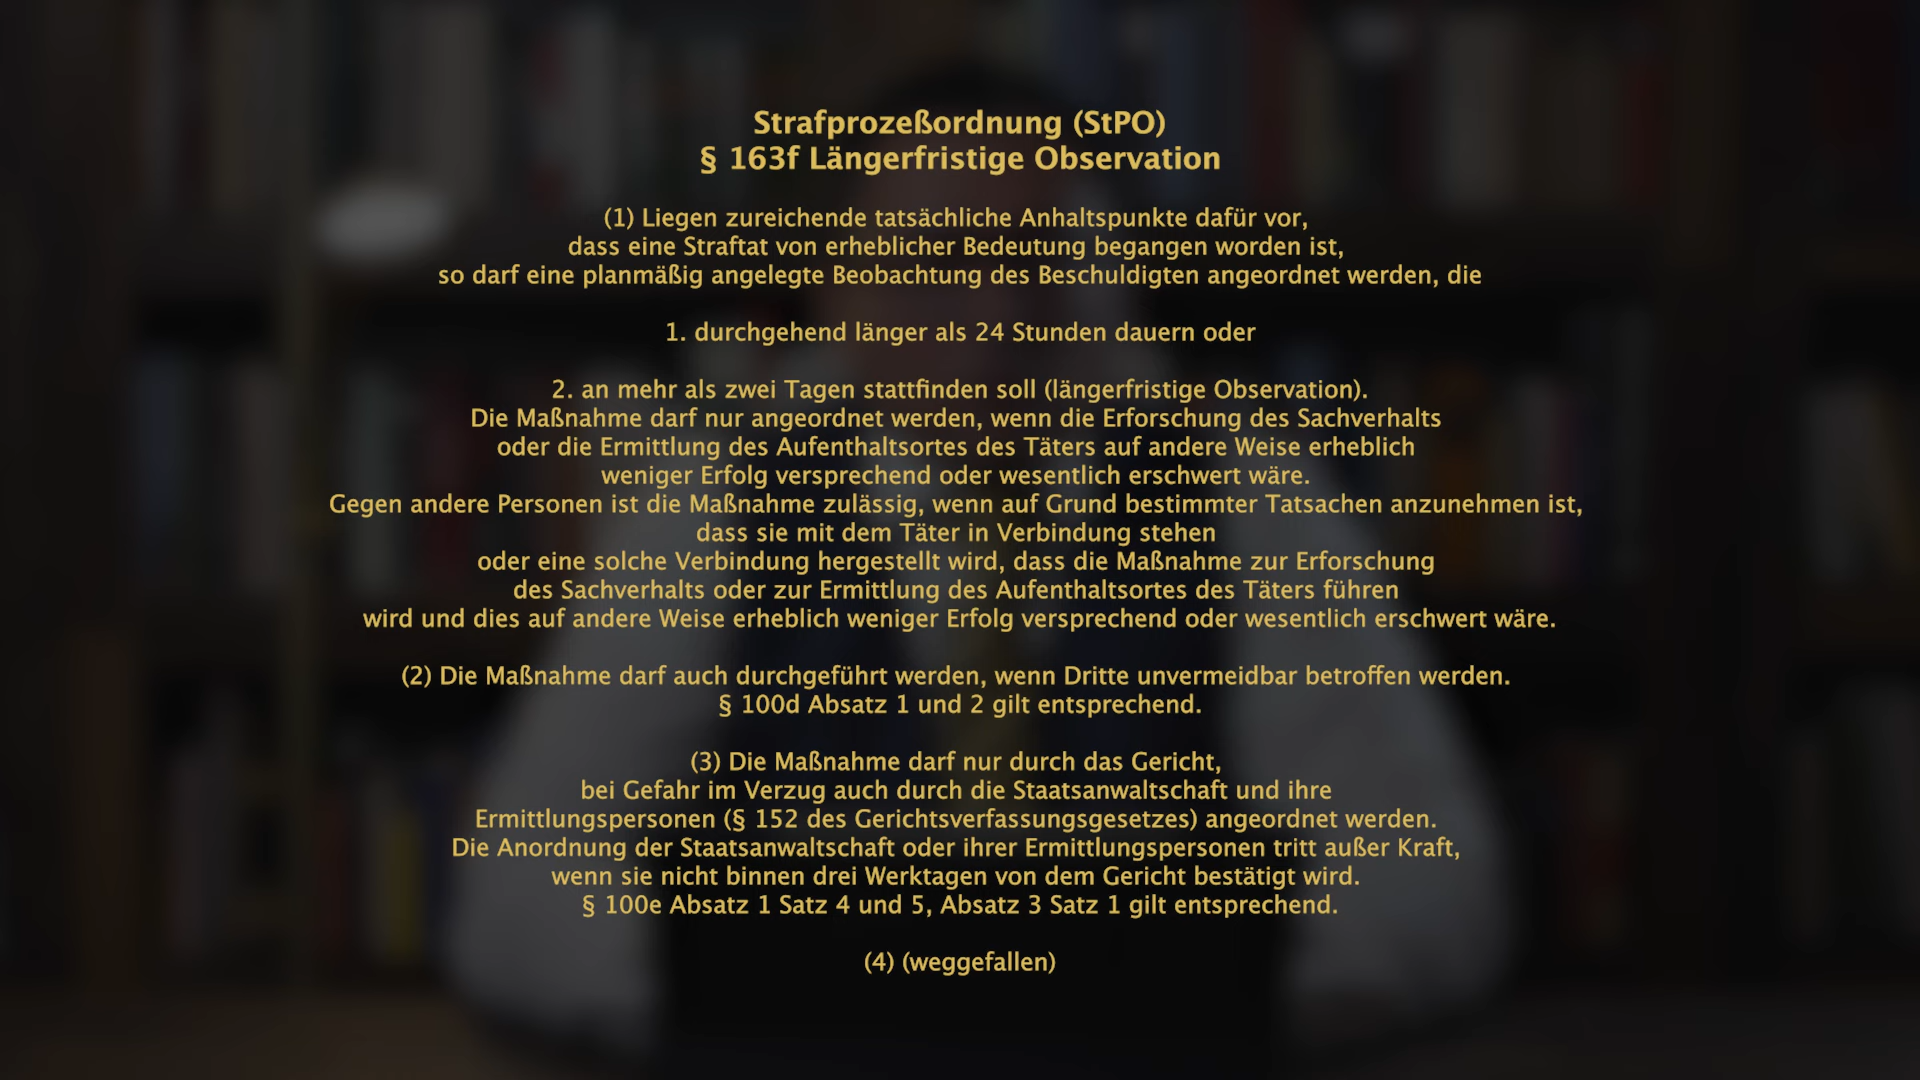 Strafprozeßordnung (StPO)
§ 163f Längerfristige Observation
(1) Liegen zureichende tatsächliche Anhaltspunkte dafür vor,
dass eine Straftat von erheblicher Bedeutung begangen worden ist,
so darf eine planmäßig angelegte Beobachtung des Beschuldigten angeordnet werden, die
1. durchgehend länger als 24 Stunden dauern oder
2. an mehr als zwei Tagen stattfinden soll (längerfristige Observation).
Die Maßnahme darf nur angeordnet werden, wenn die Erforschung des Sachverhalts
oder die Ermittlung des Aufenthaltsortes des Täters auf andere Weise erheblich
weniger Erfolg versprechend oder wesentlich erschwert wäre.
Gegen andere Personen ist die Maßnahme zulässig, wenn auf Grund bestimmter Tatsachen anzunehmen ist,
dass sie mit dem Täter in Verbindung stehen
oder eine solche Verbindung hergestellt wird, dass die Maßnahme zur Erforschung
des Sachverhalts oder zur Ermittlung des Aufenthaltsortes des Täters führen
wird und dies auf andere Weise erheblich weniger Erfolg versprechend oder wesentlich erschwert wäre.
(2) Die Maßnahme darf auch durchgeführt werden, wenn Dritte unvermeidbar betroffen werden.
§ 100d Absatz 1 und 2 gilt entsprechend.
(3) Die Maßnahme darf nur durch das Gericht,
bei Gefahr im Verzug auch durch die Staatsanwaltschaft und ihre
Ermittlungspersonen (§ 152 des Gerichtsverfassungsgesetzes) angeordnet werden.
Die Anordnung der Staatsanwaltschaft oder ihrer Ermittlungspersonen tritt außer Kraft,
wenn sie nicht binnen drei Werktagen von dem Gericht bestätigt wird.
§ 100e Absatz 1 Satz 4 und 5, Absatz 3 Satz 1 gilt entsprechend.
(4) (weggefallen)